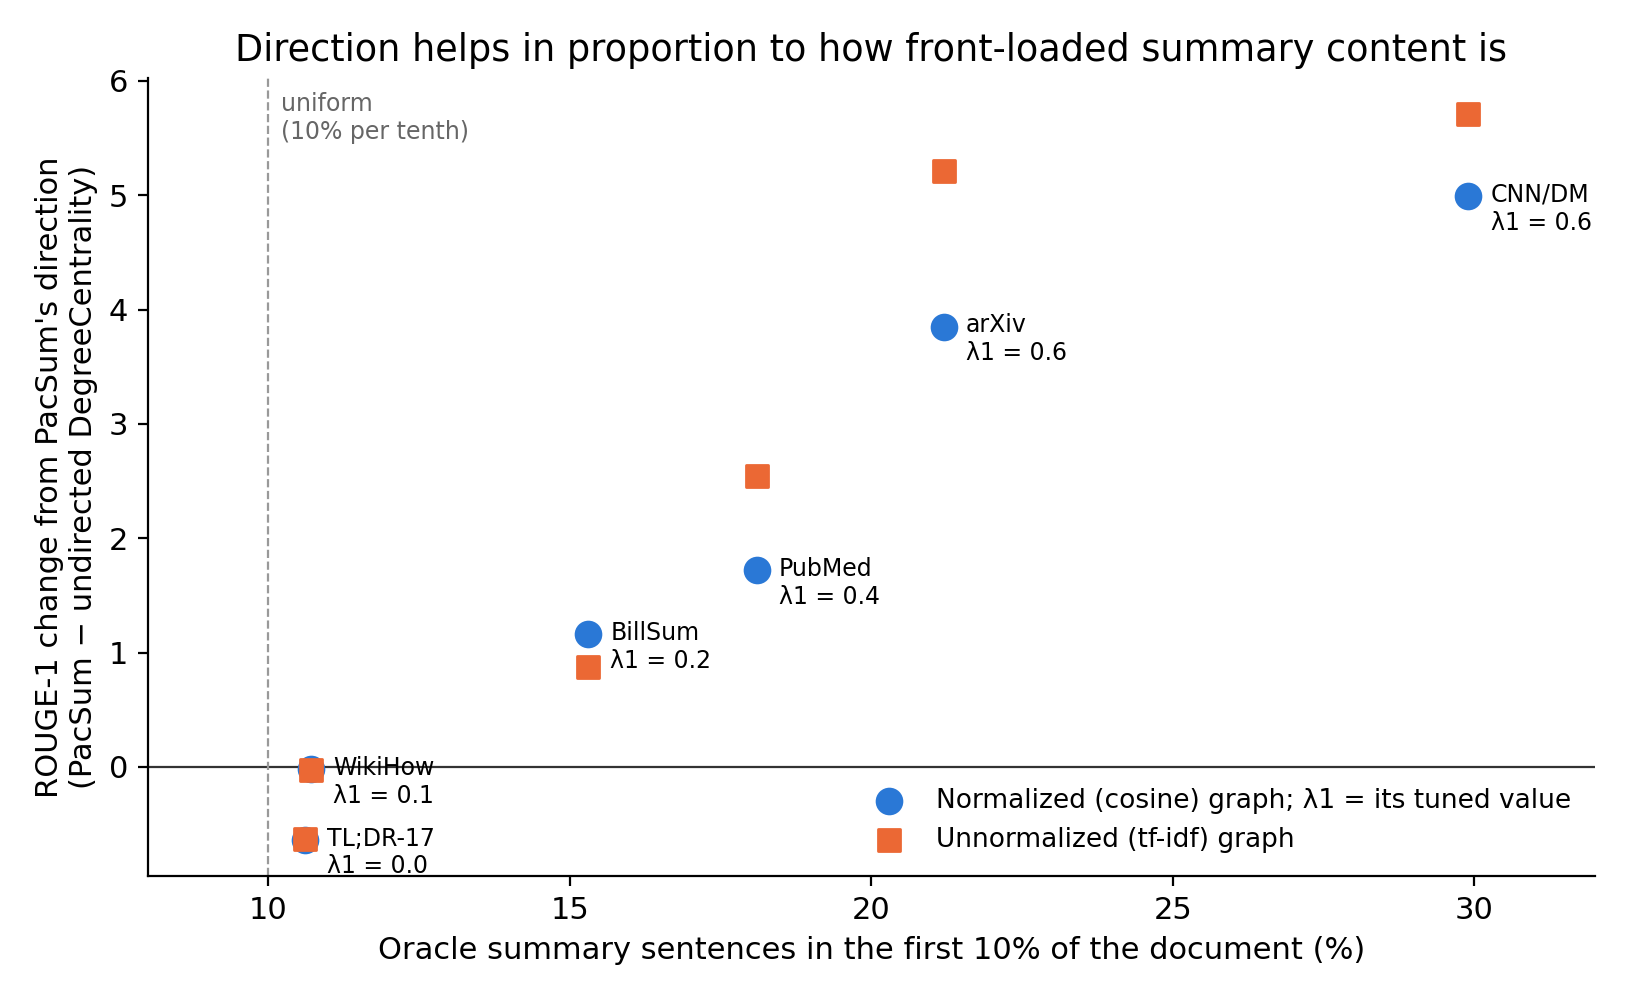 Direction helps in proportion to how front-loaded summary content is
ROUGE-1 change from PacSum's direction
(PacSum − undirected DegreeCentrality)
6
5
4
3
2
1
0
uniform
(10% per tenth)
CNN/DM
λ1 = 0.6
arXiv
λ1 = 0.6
PubMed
λ1 = 0.4
BillSum
λ1 = 0.2
WikiHow
λ1 = 0.1
TL;DR-17
λ1 = 0.0
Normalized (cosine) graph; λ1 = its tuned value
Unnormalized (tf-idf) graph
10 15 20 25 30
Oracle summary sentences in the first 10% of the document (%)